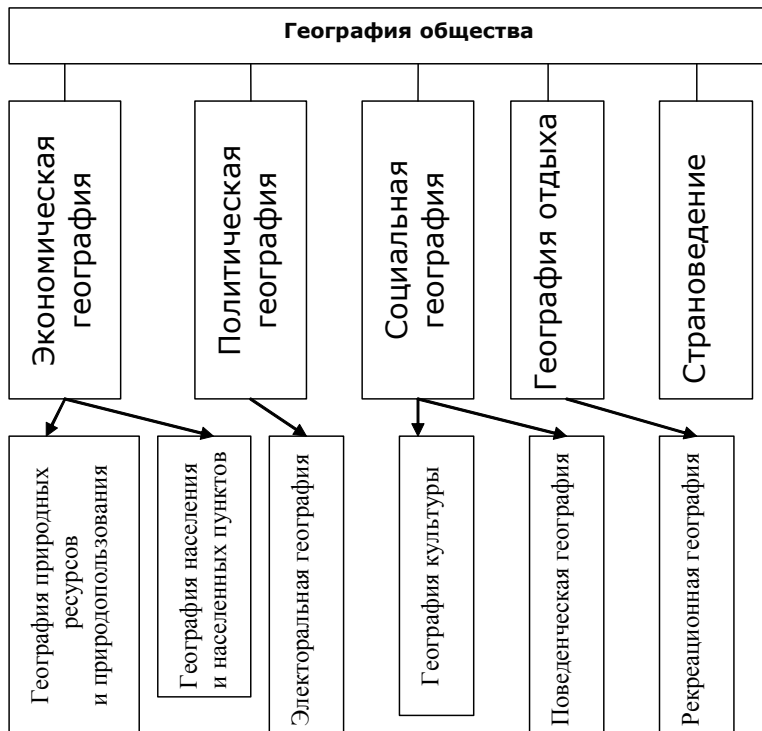 География общества
Экономическая
география
Политическая
география
Социальная
география
География отдыха
Страноведение
География природных
ресурсов
и природопользования
География населения
и населенных пунктов
Электоральная география
География культуры
Поведенческая география
Рекреационная география